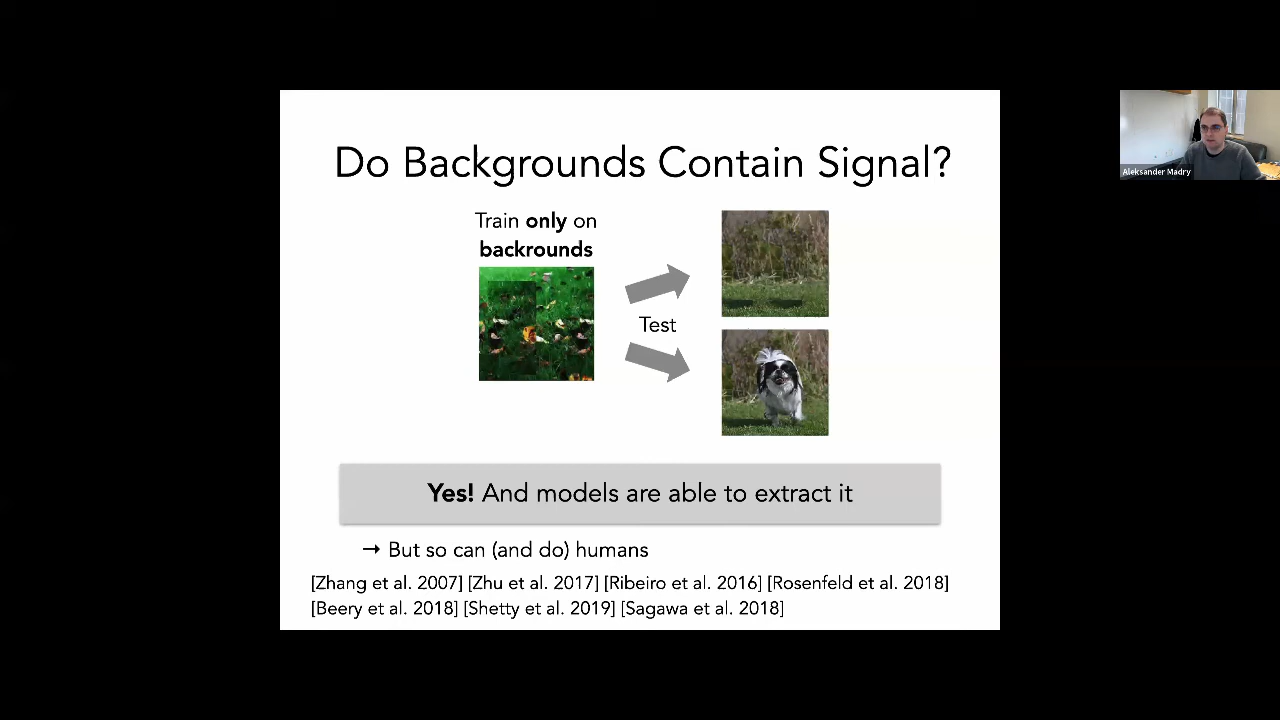 Do Backgrounds Contain Signal?
Train only on
backrounds
Test
Yes! And models are able to extract it
→ But so can (and do) humans
[Zhang et al. 2007] [Zhu et al. 2017] [Ribeiro et al. 2016] [Rosenfeld et al. 2018]
[Beery et al. 2018] [Shetty et al. 2019] [Sagawa et al. 2018]
Aleksander Madry